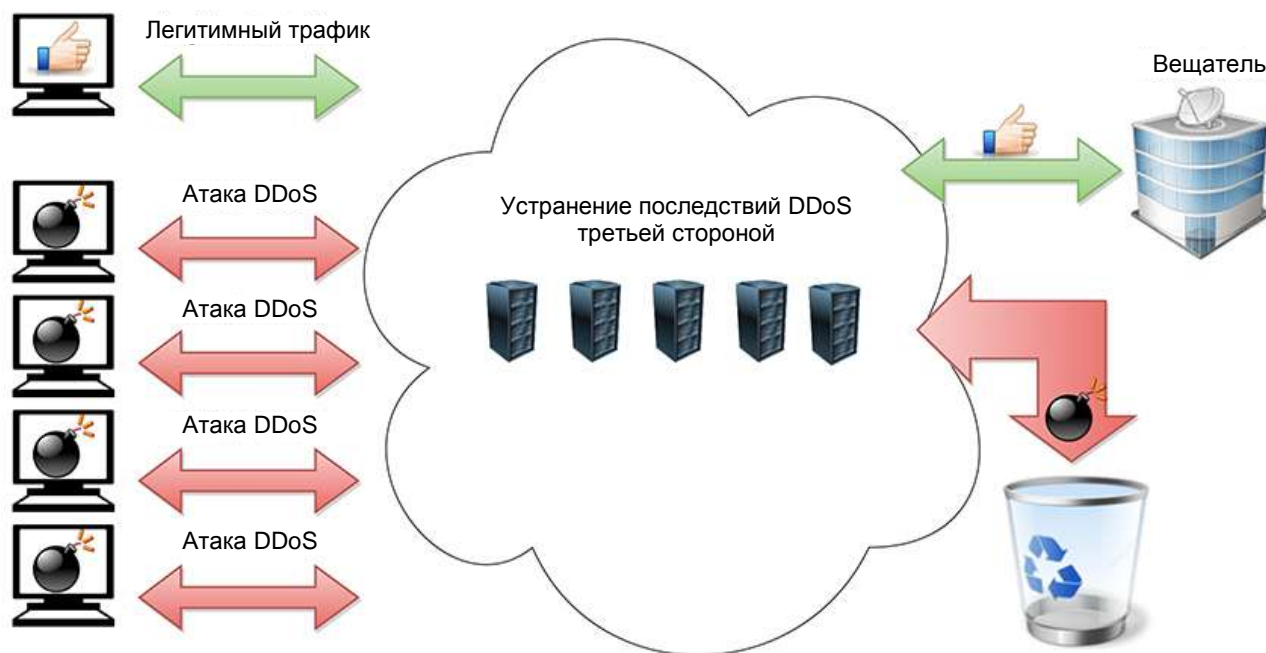 Легитимный трафик
Вещатель
Атака DDoS
Устранение последствий DDoS
третьей стороной
Атака DDoS
Атака DDoS
Атака DDoS